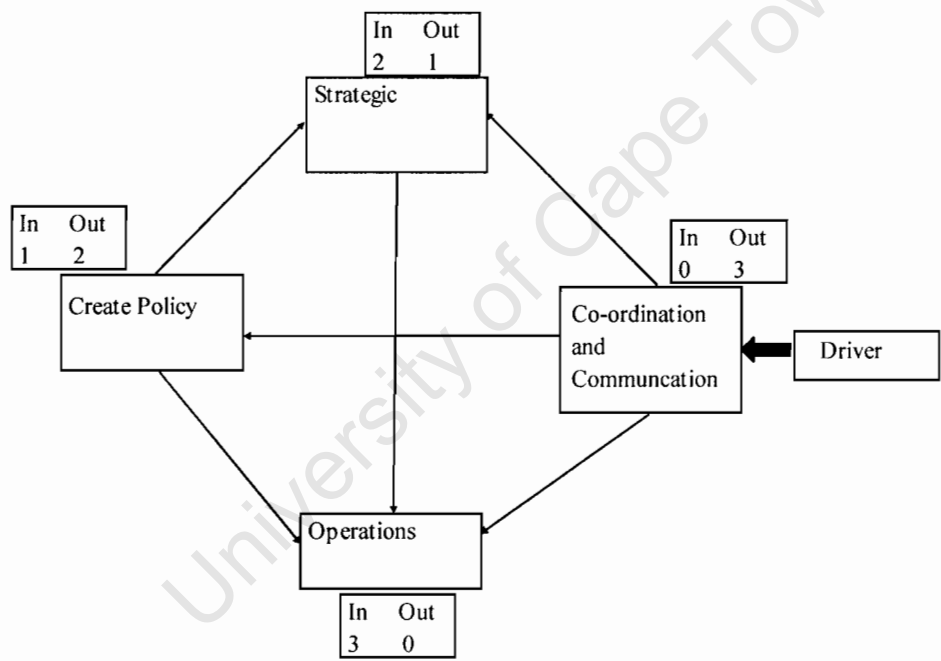 In Out
2 1
Strategic
In Out
1 2
Create Policy
In Out
0 3
Co-ordination
and
Communcation
Driver
Operations
In Out
3 0
University of Cape Tow